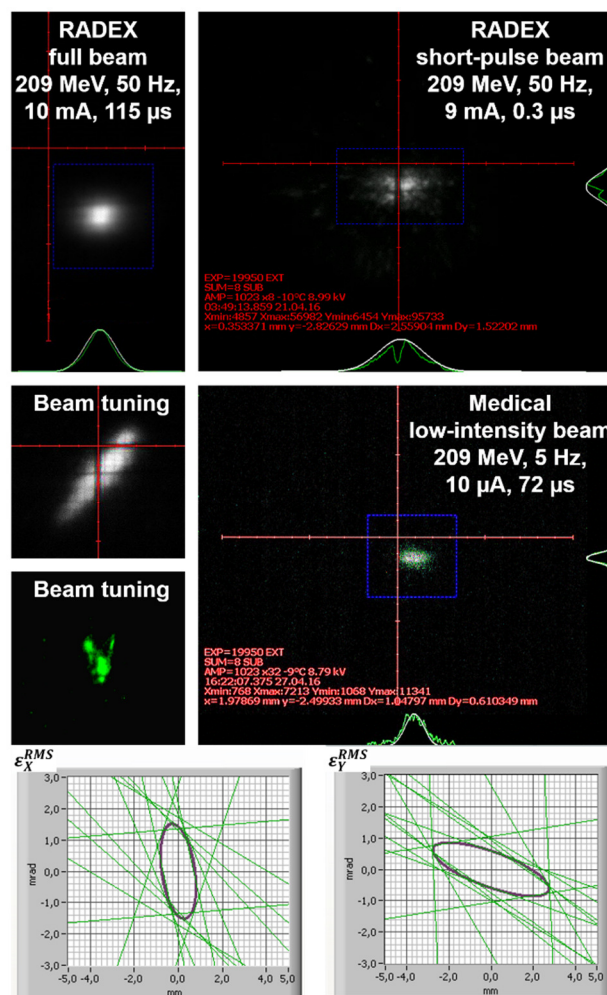 RADEX
full beam
209 MeV, 50 Hz,
10 mA, 115 µs
RADEX
short-pulse beam
209 MeV, 50 Hz,
9 mA, 0.3 µs
EXP=19950 EXT
SUM=8 SUB
AMP=1023 x8 -10°C 8.99 kV
03:49:13.859 21.04.16
Xmin:4857 Xmax:56982 Ymin:6454 Ymax:95733
x=0.353371 mm y=-2.82629 mm Dx=2.55904 mm Dy=1.52202 mm
Beam tuning
Medical
low-intensity beam
209 MeV, 5 Hz,
10 µA, 72 µs
EXP=19950 EXT
SUM=8 SUB
AMP=1023 x32 -9°C 8.79 kV
16:22:07.375 27.04.16
Xmin:768 Xmax:7213 Ymin:1068 Ymax:11341
x=1.97869 mm y=-2.49933 mm Dx=1.04797 mm Dy=0.610349 mm
Beam tuning
εX RMS
3,0
2,0
1,0
0,0
-1,0
-2,0
-3,0
mrad
-5,0 -4,0 -2,0 0,0 2,0 4,0 5,0
mm
εY RMS
3,0
2,0
1,0
0,0
-1,0
-2,0
-3,0
mrad
-5,0 -4,0 -2,0 0,0 2,0 4,0 5,0
mm